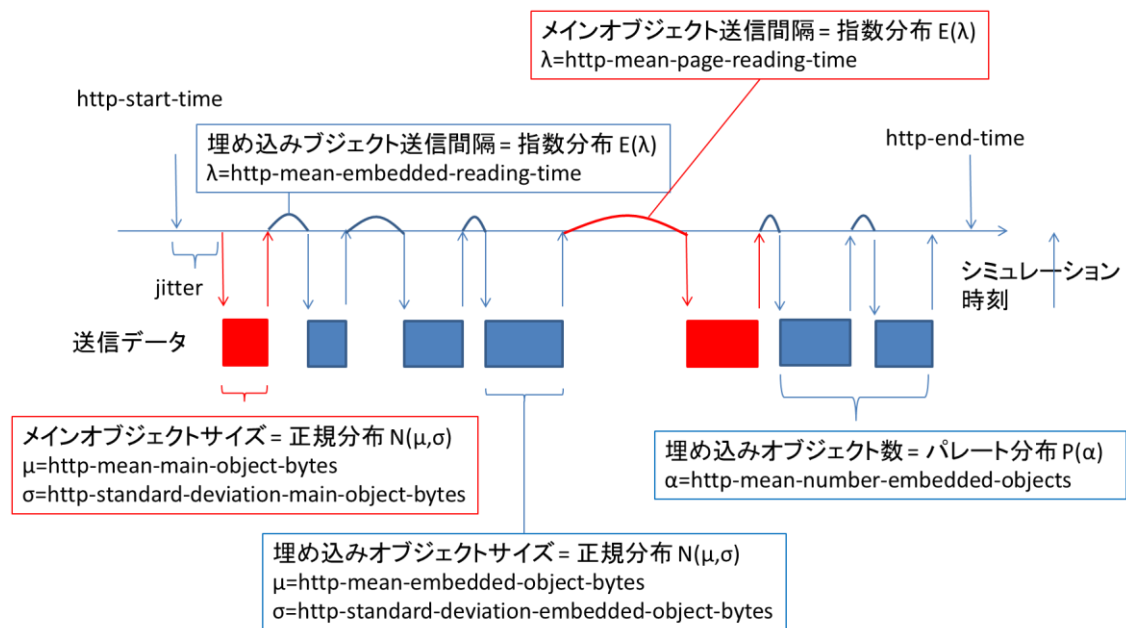 メインオブジェクト送信間隔 = 指数分布 E(λ)
λ=http-mean-page-reading-time
http-start-time
埋め込みブジェクト送信間隔 = 指数分布 E(λ)
λ=http-mean-embedded-reading-time
http-end-time
jitter
シミュレーション
時刻
送信データ
メインオブジェクトサイズ = 正規分布 N(μ,σ)
μ=http-mean-main-object-bytes
σ=http-standard-deviation-main-object-bytes
埋め込みオブジェクト数 = パレート分布 P(α)
α=http-mean-number-embedded-objects
埋め込みオブジェクトサイズ = 正規分布 N(μ,σ)
μ=http-mean-embedded-object-bytes
σ=http-standard-deviation-embedded-object-bytes